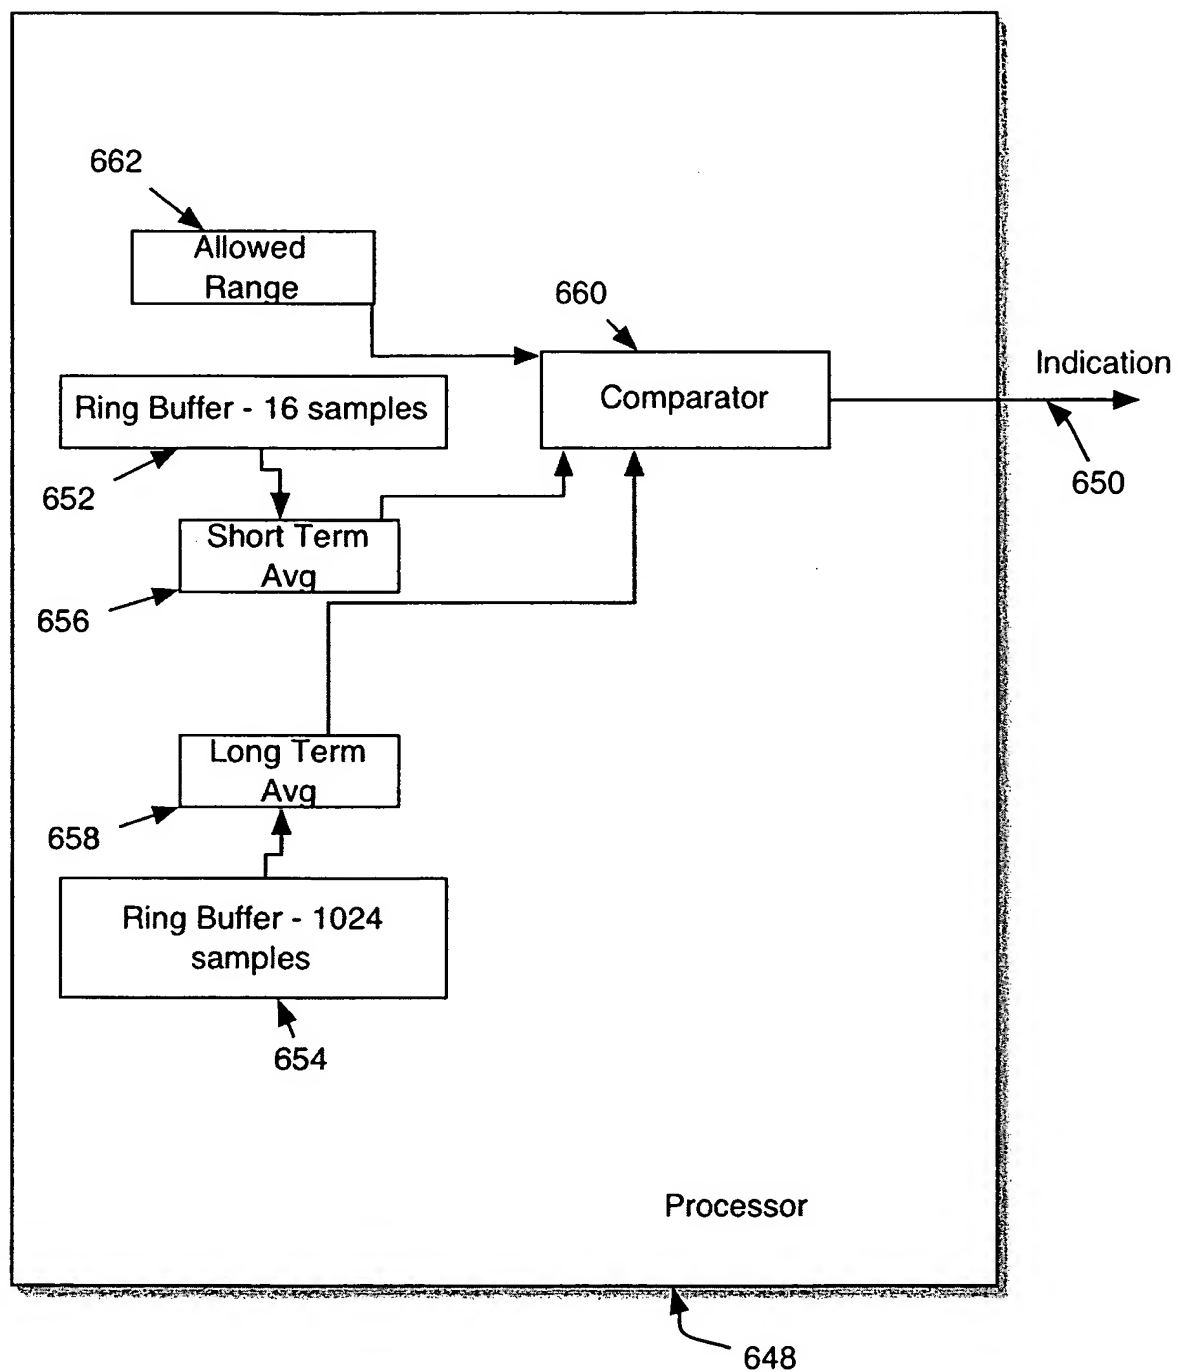 662
Allowed
Range
660
Indication
Comparator
Ring Buffer - 16 samples
650
652
Short Term
Avg
656
Long Term
Avg
658
Ring Buffer - 1024
samples
654
Processor
648